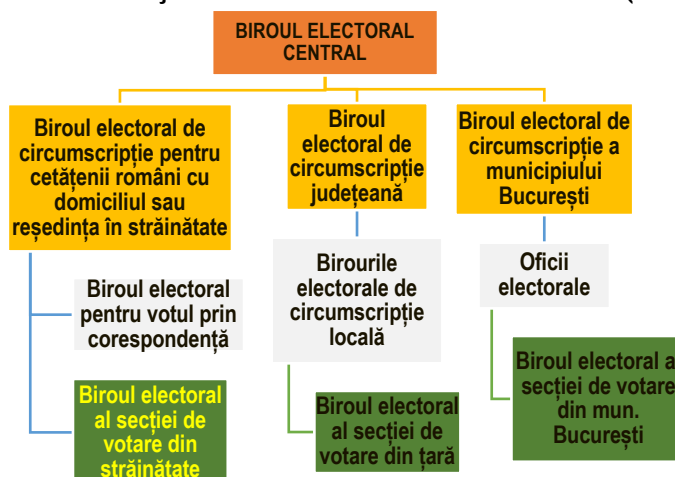 BIROUL ELECTORAL
CENTRAL
Biroul electoral de
circumscripție pentru
cetățenii români cu
domiciliul sau
reședința în străinătate
Biroul
electoral de
circumscripție
județeană
Biroul electoral de
circumscripție a
municipiului
București
Biroul electoral
pentru votul prin
corespondență
Birourile
electorale de
circumscripție
locală
Oficii
electorale
Biroul electoral
al secției de
votare din
străinătate
Biroul electoral
al secției de
votare din țară
Biroul electoral a
secției de votare
din mun.
București